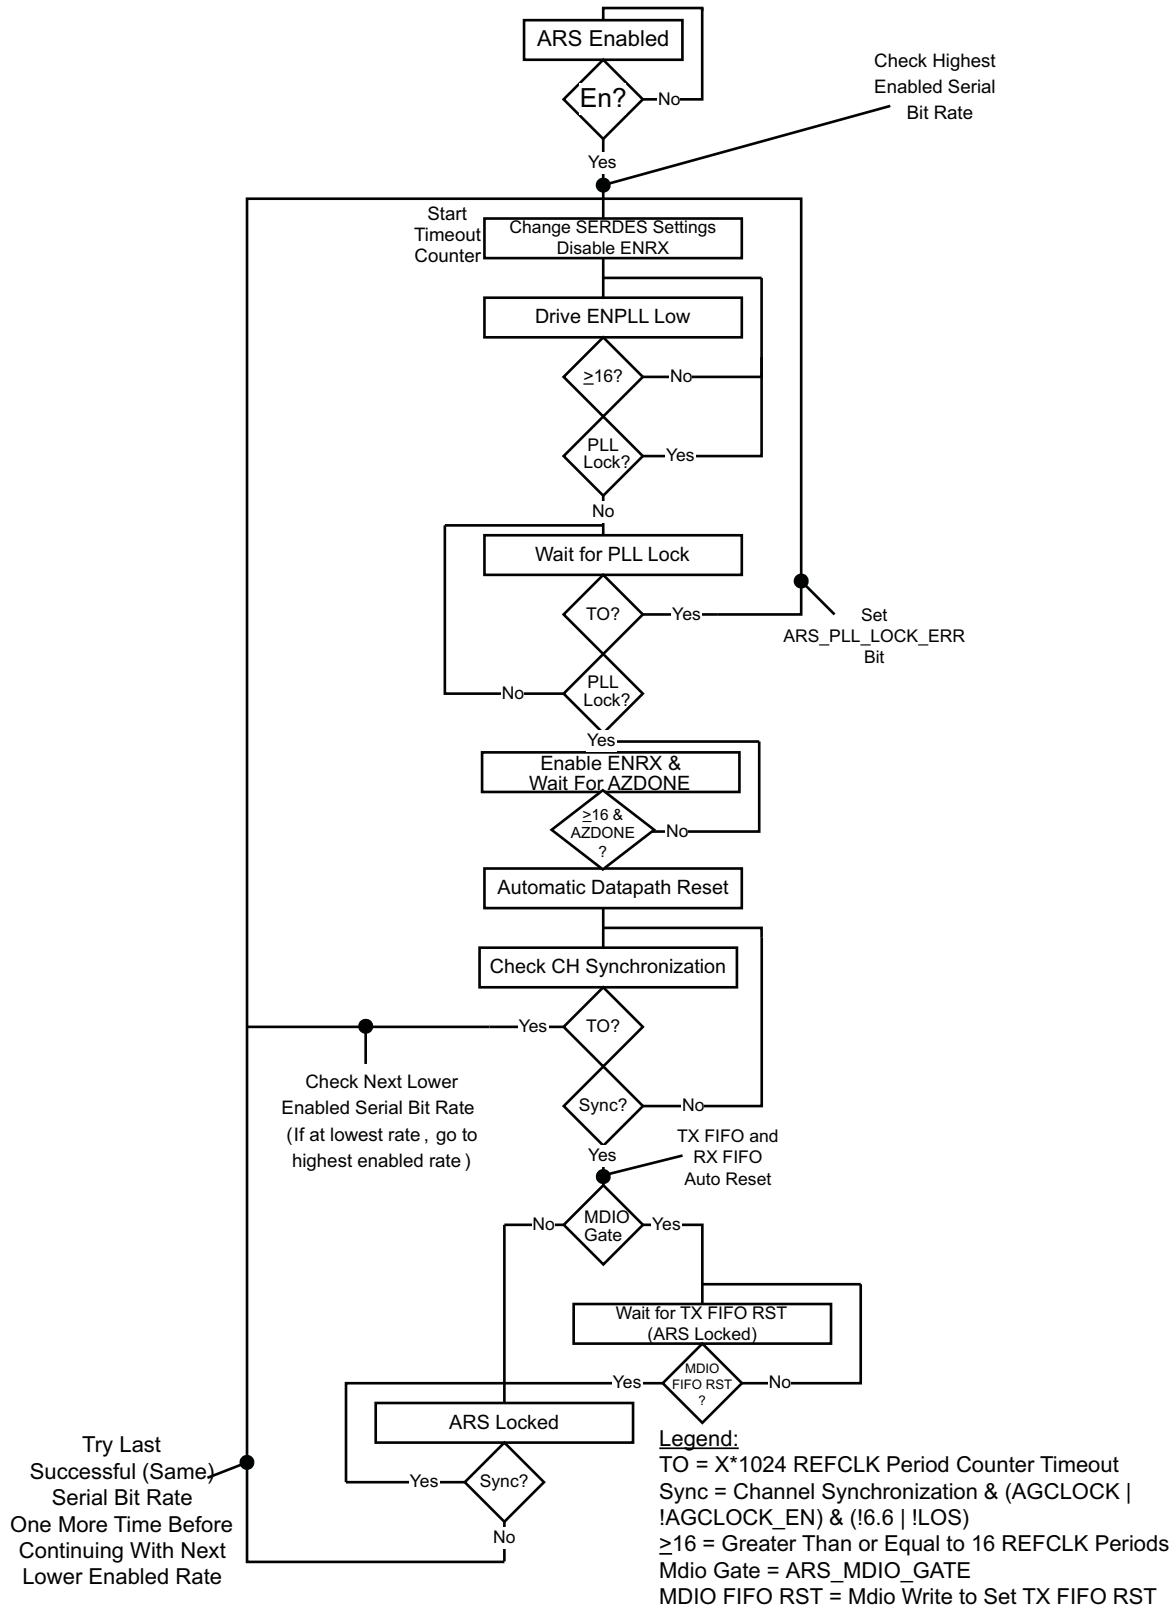 ARS Enabled
En?
No
Yes
Check Highest
Enabled Serial
Bit Rate
Start
Timeout
Counter
Change SERDES Settings
Disable ENRX
Drive ENPLL Low
≥16?
No
PLL
Lock?
Yes
No
Wait for PLL Lock
TO?
Yes
Set
ARS_PLL_LOCK_ERR
Bit
PLL
Lock?
No
Yes
Enable ENRX &
Wait For AZDONE
≥16 &
AZDONE
?
No
Automatic Datapath Reset
Check CH Synchronization
TO?
Yes
Check Next Lower
Enabled Serial Bit Rate
(If at lowest rate, go to
highest enabled rate)
Sync?
No
Yes
TX FIFO and
RX FIFO
Auto Reset
MDIO
Gate
No
Yes
Wait for TX FIFO RST
(ARS Locked)
MDIO
FIFO RST
?
Yes
No
ARS Locked
Sync?
Yes
No
Try Last
Successful (Same)
Serial Bit Rate
One More Time Before
Continuing With Next
Lower Enabled Rate
Legend:
TO = X*1024 REFCLK Period Counter Timeout
Sync = Channel Synchronization & (AGCLOCK |
!AGCLOCK_EN) & (!6.6 | !LOS)
≥16 = Greater Than or Equal to 16 REFCLK Periods
Mdio Gate = ARS_MDIO_GATE
MDIO FIFO RST = Mdio Write to Set TX FIFO RST